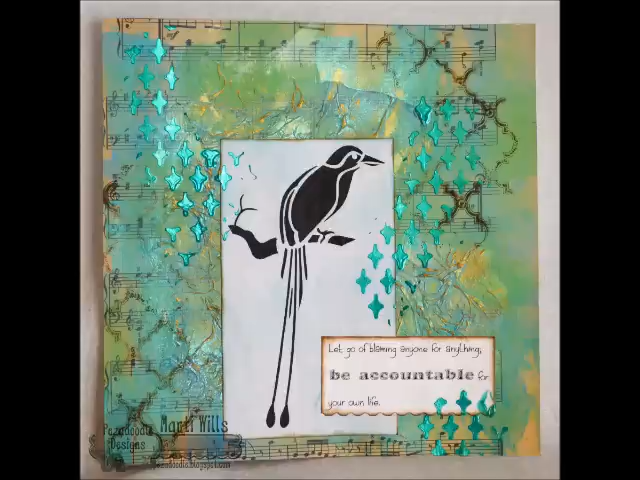 Let go of blaming anyone for anything;
be accountable for
your own life.
Marti Wills
Designs